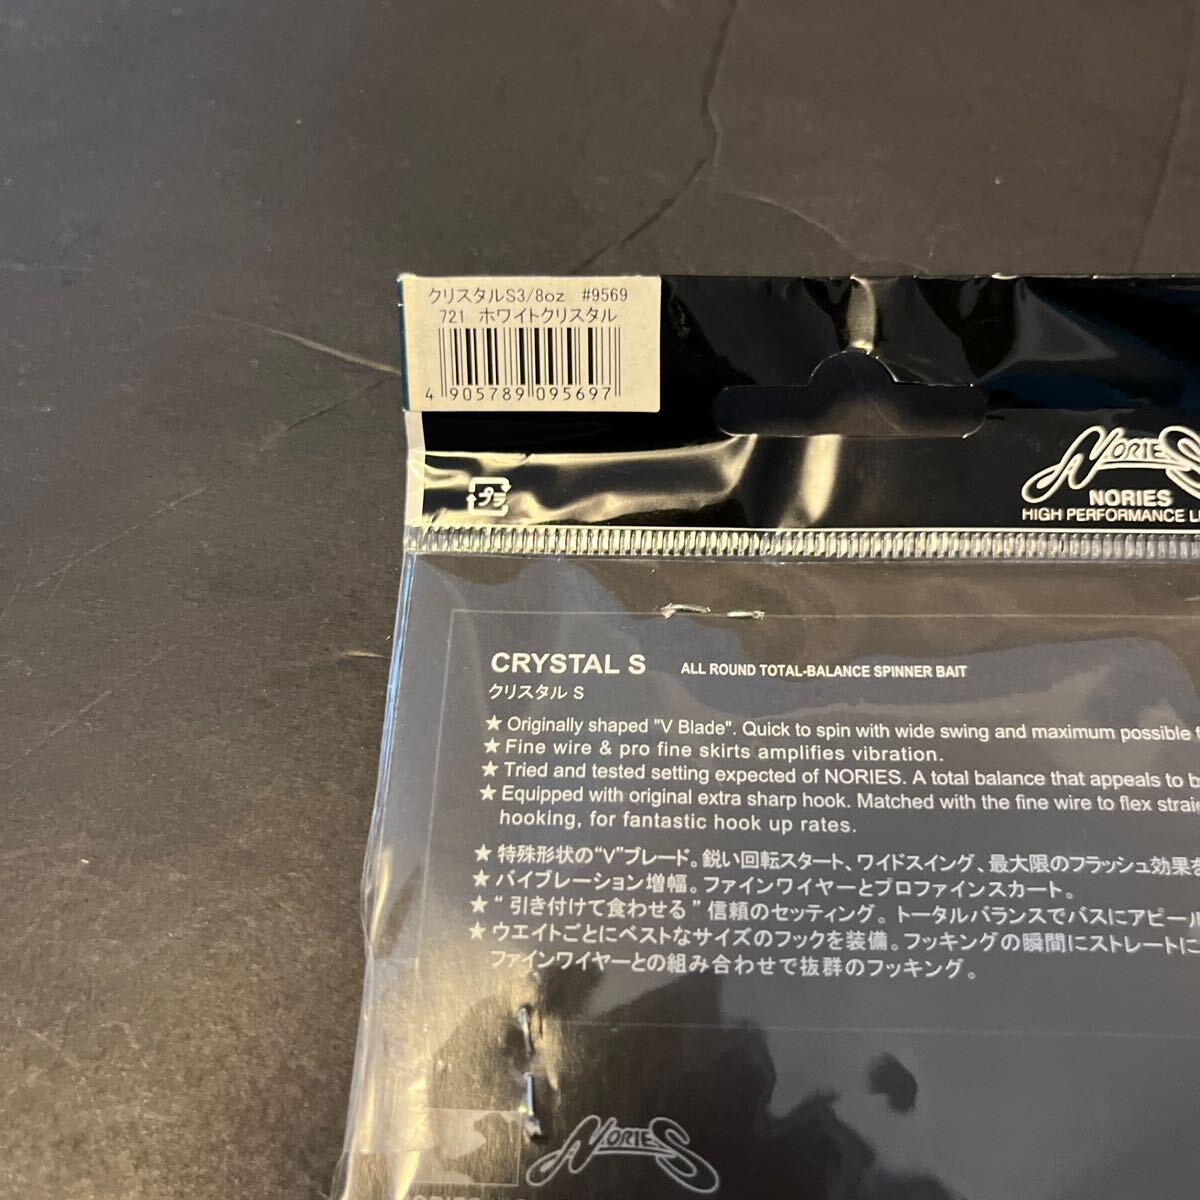 クリスタルS3/8oz #9569
721 ホワイトクリスタル
4 905789 095697
プラ
NORIES
NORIES
HIGH PERFORMANCE
CRYSTAL S ALL ROUND TOTAL-BALANCE SPINNER BAIT
クリスタル S
★ Originally shaped "V Blade". Quick to spin with wide swing and maximum possible
★ Fine wire & pro fine skirts amplifies vibration.
★ Tried and tested setting expected of NORIES. A total balance that appeals to
★ Equipped with original extra sharp hook. Matched with the fine wire to flex
hooking, for fantastic hook up rates.
★ 特殊形状の“V”ブレード。鋭い回転スタート、ワイドスイング、最大限のフラッシュ効果を
★ バイブレーション増幅。ファインワイヤーとプロファインスカート。
★ “引き付けて食わせる” 信頼のセッティング。トータルバランスでバスにアピール
★ ウエイトごとにベストなサイズのフックを装備。フッキングの瞬間にストレートに
ファインワイヤーとの組み合わせで抜群のフッキング。
NORIES